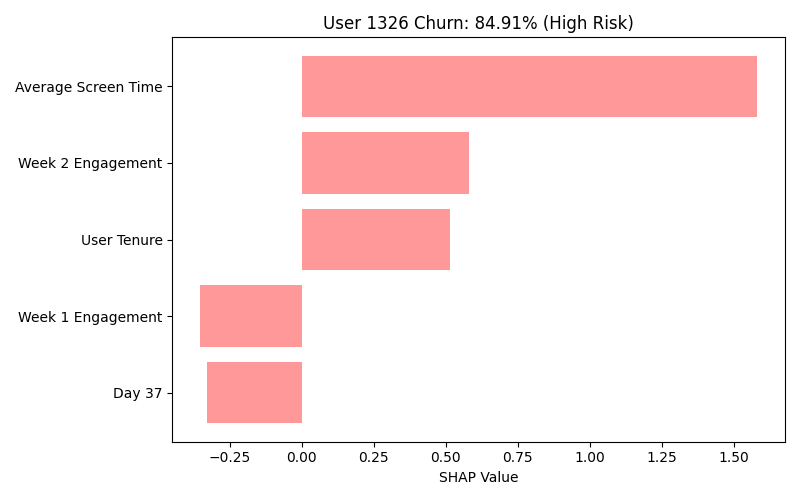 User 1326 Churn: 84.91% (High Risk)
Average Screen Time
Week 2 Engagement
User Tenure
Week 1 Engagement
Day 37
−0.25 0.00 0.25 0.50 0.75 1.00 1.25 1.50
SHAP Value